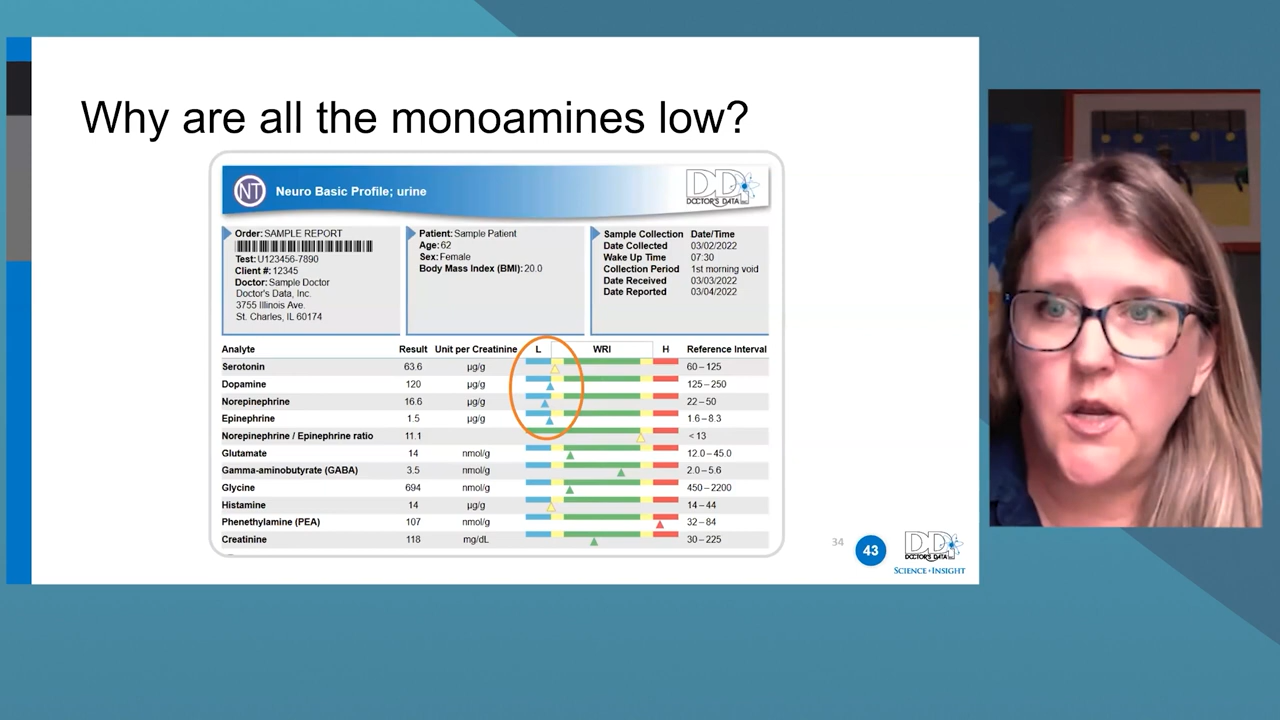 Why are all the monoamines low?
NT Neuro Basic Profile; urine
DDI
DOCTOR'S DATA
Order: SAMPLE REPORT
Test: U123456-7890
Client #: 12345
Doctor: Sample Doctor
Doctor's Data, Inc.
3755 Illinois Ave.
St. Charles, IL 60174
Patient: Sample Patient
Age: 62
Sex: Female
Body Mass Index (BMI): 20.0
Sample Collection Date/Time
Date Collected 03/02/2022
Wake Up Time 07:30
Collection Period 1st morning void
Date Received 03/03/2022
Date Reported 03/04/2022
Analyte Result Unit per Creatinine L WRI H Reference Interval
Serotonin 63.6 µg/g 60 – 125
Dopamine 120 µg/g 125 – 250
Norepinephrine 16.6 µg/g 22 – 50
Epinephrine 1.5 µg/g 1.6 – 8.3
Norepinephrine / Epinephrine ratio 11.1 < 13
Glutamate 14 nmol/g 12.0 – 45.0
Gamma-aminobutyrate (GABA) 3.5 nmol/g 2.0 – 5.6
Glycine 694 nmol/g 450 – 2200
Histamine 14 µg/g 14 – 44
Phenethylamine (PEA) 107 nmol/g 32 – 84
Creatinine 118 mg/dL 30 – 225
34 43
DDI
DOCTOR'S DATA
SCIENCE + INSIGHT